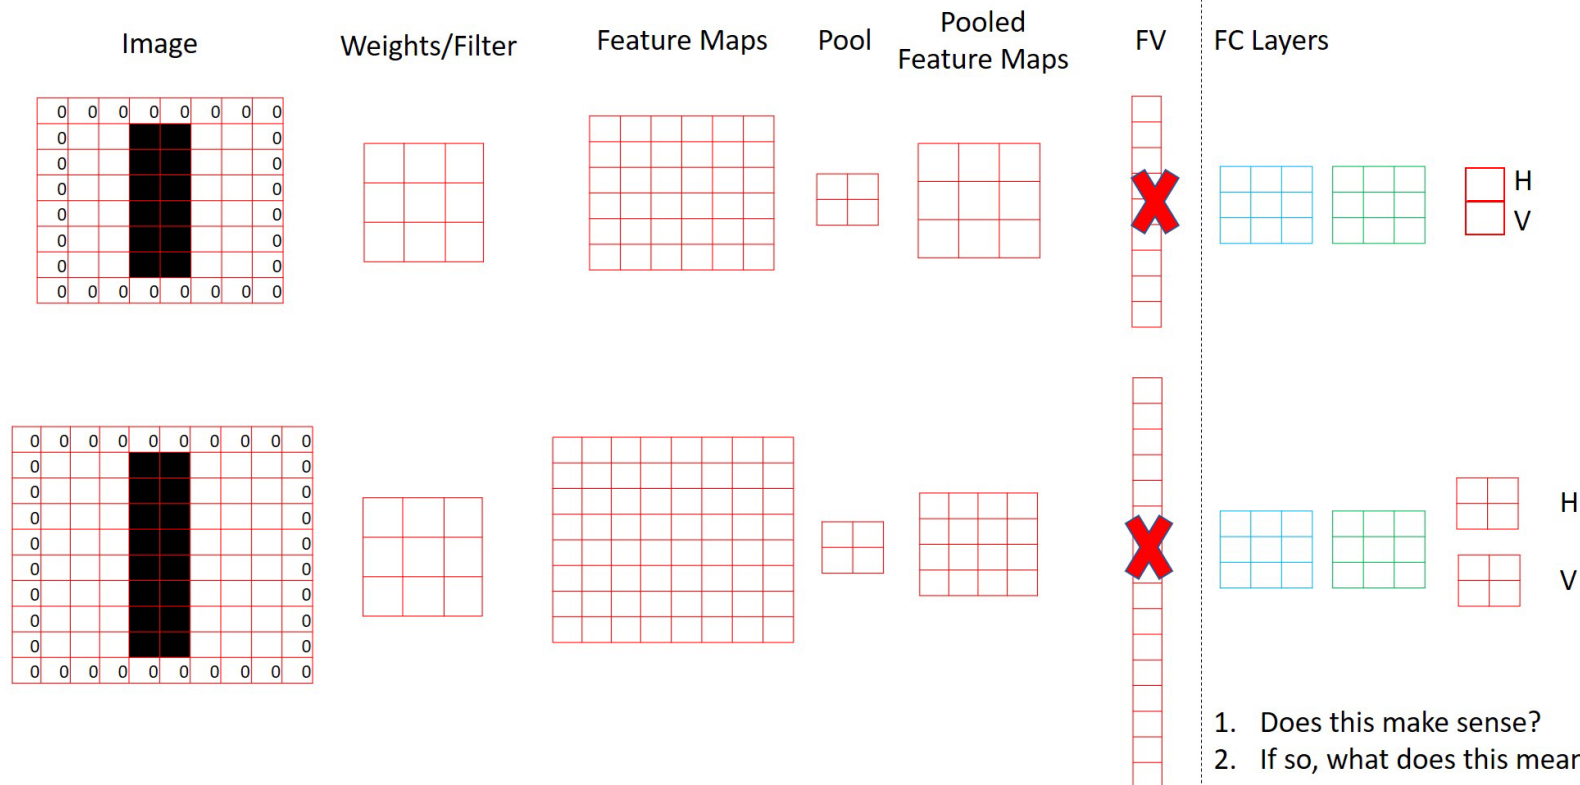 Image
Weights/Filter
Feature Maps
Pool
Pooled
Feature Maps
FV
FC Layers
0 0 0 0 0 0 0 0
0 0
0 0
0 0
0 0
0 0
0 0
0 0 0 0 0 0 0 0
H
V
0 0 0 0 0 0 0 0 0 0
0 0
0 0
0 0
0 0
0 0
0 0
0 0
0 0
0 0 0 0 0 0 0 0 0 0
H
V
1. Does this make sense?
2. If so, what does this mean